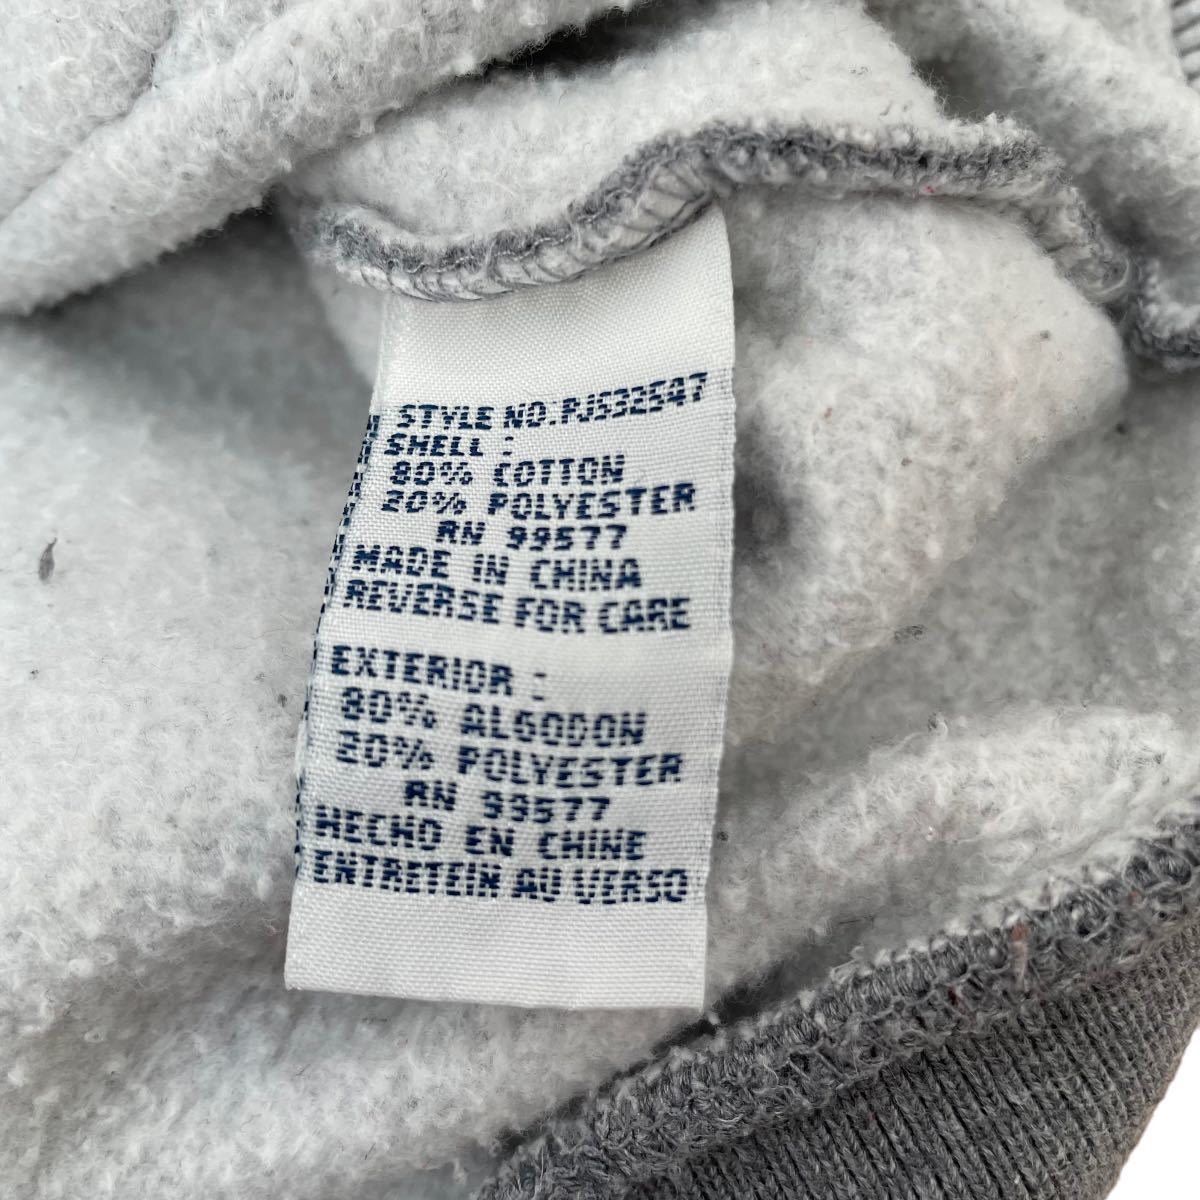 STYLE NO.:PJS32547
SHELL :
80% COTTON
20% POLYESTER
RN 99577
MADE IN CHINA
REVERSE FOR CARE
EXTERIOR :
80% ALGODON
20% POLYESTER
RN 99577
HECHO EN CHINE
ENTRETEIN AU VERSO